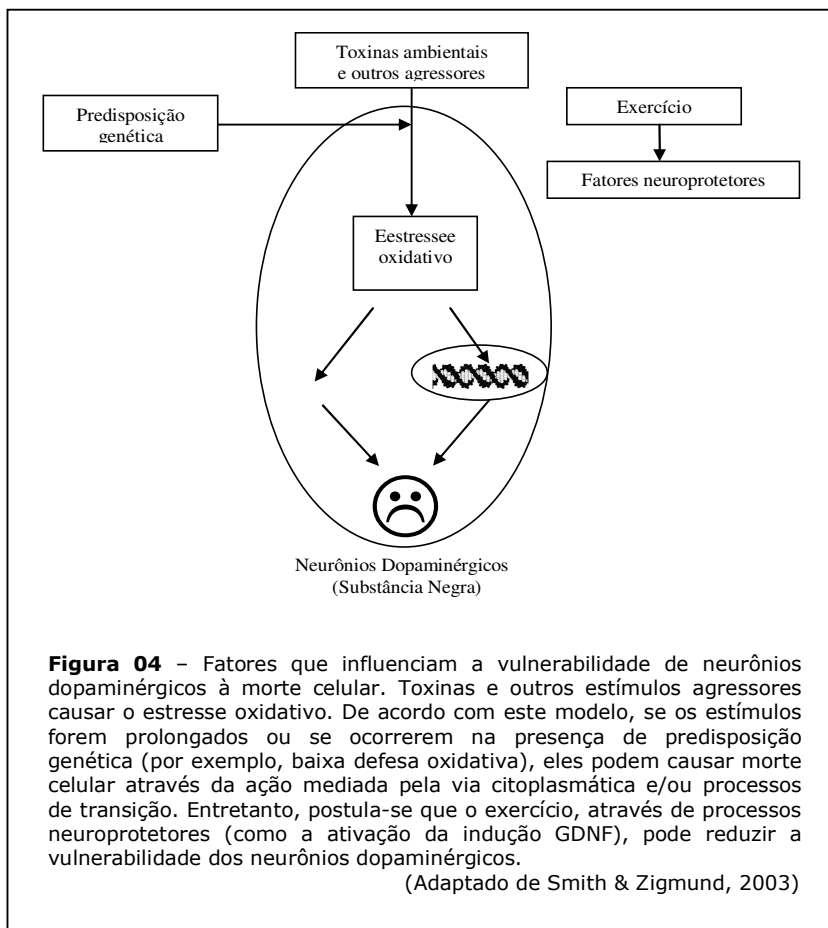 Toxinas ambientais
e outros agressores
Predisposição
genética
Exercício
Fatores neuroprotetores
Eestressee
oxidativo
Neurônios Dopaminérgicos
(Substância Negra)
Figura 04 – Fatores que influenciam a vulnerabilidade de neurônios
dopaminérgicos à morte celular. Toxinas e outros estímulos agressores
causar o estresse oxidativo. De acordo com este modelo, se os estímulos
forem prolongados ou se ocorrerem na presença de predisposição
genética (por exemplo, baixa defesa oxidativa), eles podem causar morte
celular através da ação mediada pela via citoplasmática e/ou processos
de transição. Entretanto, postula-se que o exercício, através de processos
neuroprotetores (como a ativação da indução GDNF), pode reduzir a
vulnerabilidade dos neurônios dopaminérgicos.
(Adaptado de Smith & Zigmund, 2003)